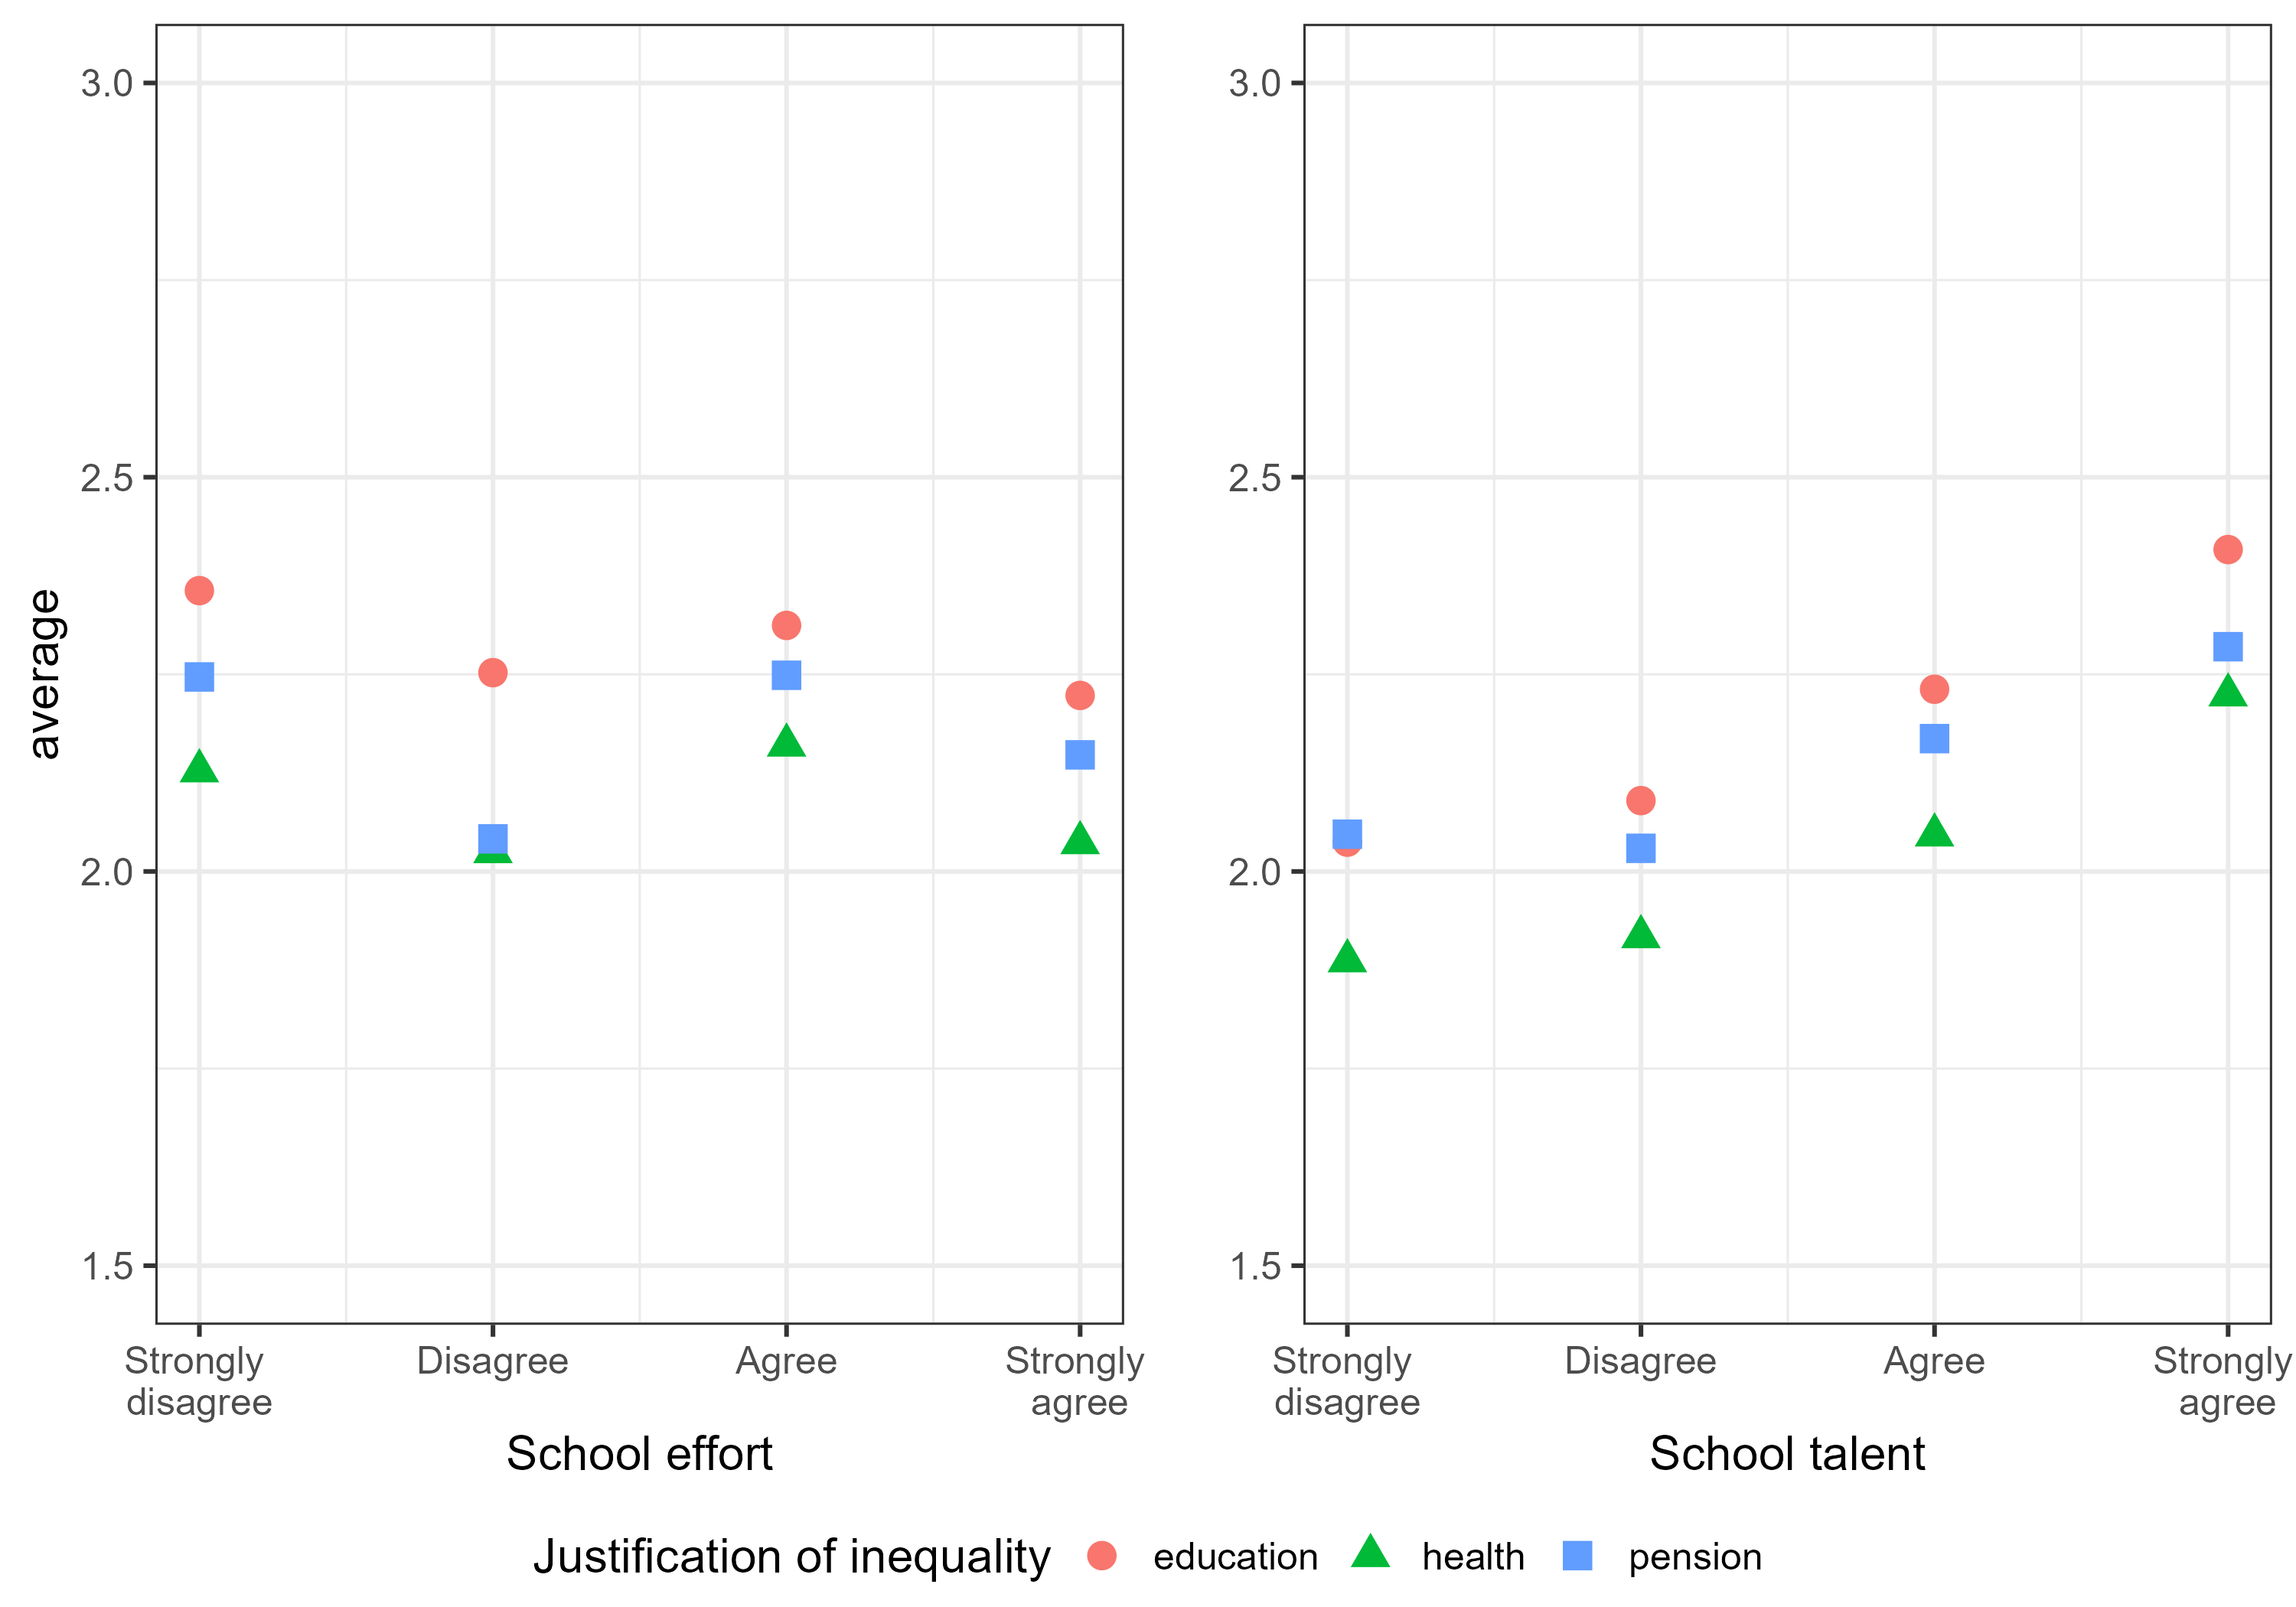 average
3.0
2.5
2.0
1.5
Strongly
disagree
Disagree
Agree
Strongly
agree
School effort
3.0
2.5
2.0
1.5
Strongly
disagree
Disagree
Agree
Strongly
agree
School talent
Justification of inequality education health pension